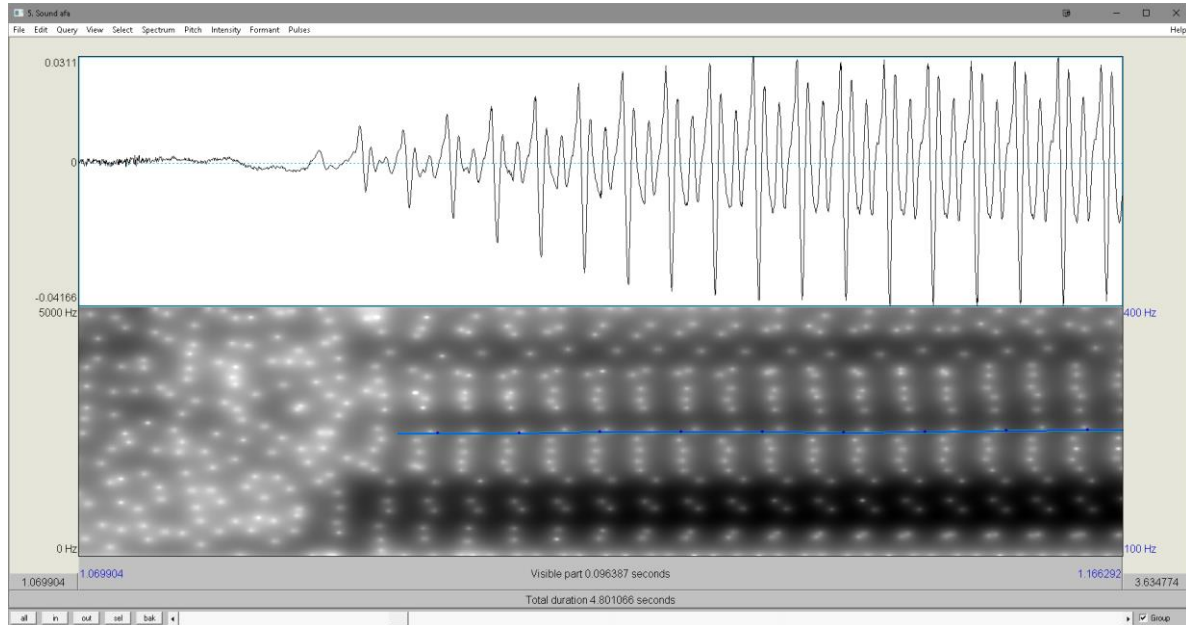 5. Sound afs
File Edit Query View Select Spectrum Pitch Intensity Formant Pulses Help
0.0311
0
-0.04166
5000 Hz
400 Hz
0 Hz
100 Hz
1.069904
1.069904
Visible part 0.096387 seconds
1.166292
3.634774
Total duration 4.801066 seconds
all in out sel bak Group